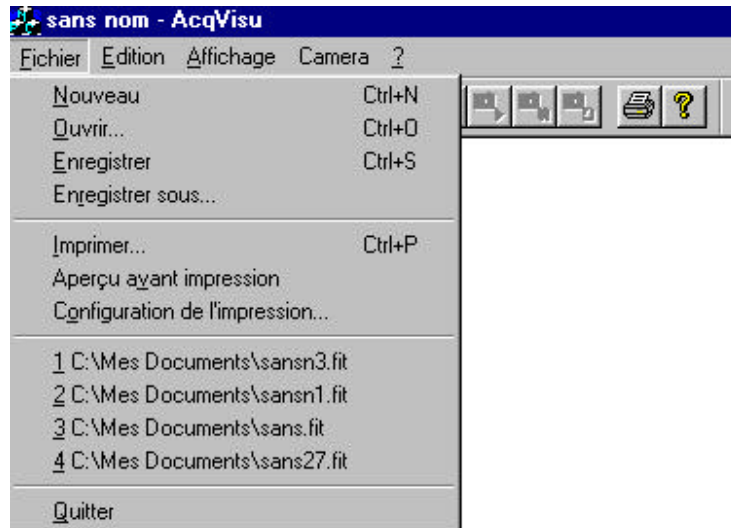 sans nom - AcqVisu
Fichier Edition Affichage Camera ?
Nouveau Ctrl+N
Ouvrir... Ctrl+O
Enregistrer Ctrl+S
Enregistrer sous...
Imprimer... Ctrl+P
Aperçu avant impression
Configuration de l'impression...
1 C:\Mes Documents\sansn3.fit
2 C:\Mes Documents\sansn1.fit
3 C:\Mes Documents\sans.fit
4 C:\Mes Documents\sans27.fit
Quitter